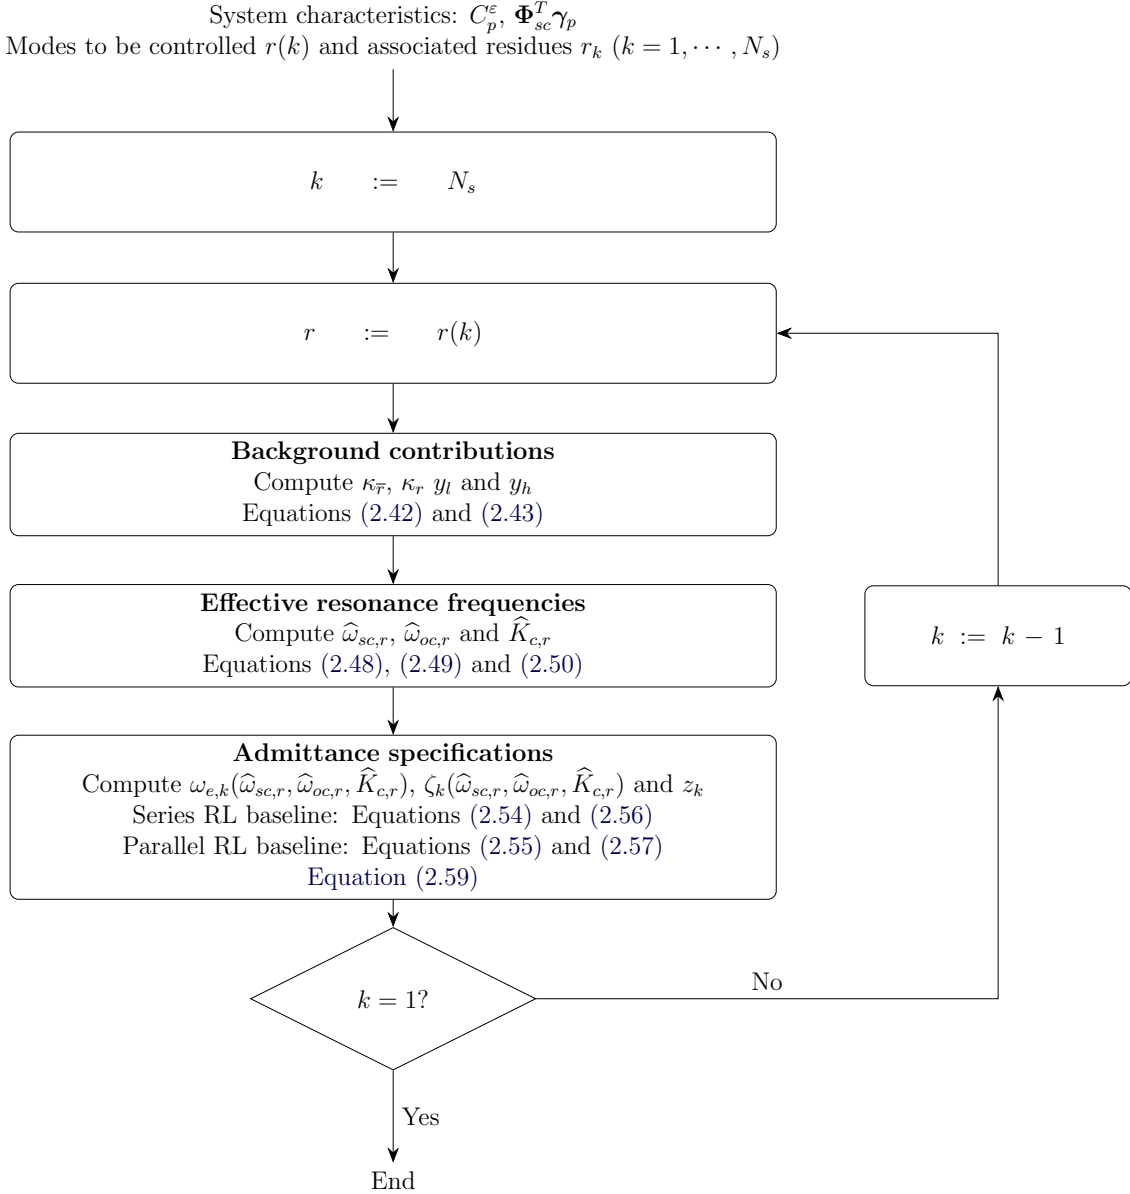 System characteristics: $C_p^{\varepsilon}$, $\boldsymbol{\Phi}_{sc}^T \boldsymbol{\gamma}_p$
Modes to be controlled $r(k)$ and associated residues $r_k$ $(k = 1, \cdots, N_s)$
$k := N_s$
$r := r(k)$
Background contributions
Compute $\kappa_{\overline{r}}$, $\kappa_r$ $y_l$ and $y_h$
Equations (2.42) and (2.43)
Effective resonance frequencies
Compute $\widehat{\omega}_{sc,r}$, $\widehat{\omega}_{oc,r}$ and $\widehat{K}_{c,r}$
Equations (2.48), (2.49) and (2.50)
$k := k - 1$
Admittance specifications
Compute $\omega_{e,k}(\widehat{\omega}_{sc,r}, \widehat{\omega}_{oc,r}, \widehat{K}_{c,r})$, $\zeta_k(\widehat{\omega}_{sc,r}, \widehat{\omega}_{oc,r}, \widehat{K}_{c,r})$ and $z_k$
Series RL baseline: Equations (2.54) and (2.56)
Parallel RL baseline: Equations (2.55) and (2.57)
Equation (2.59)
$k = 1?$
No
Yes
End